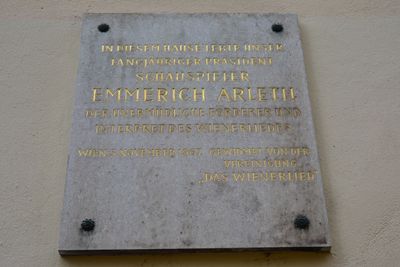 IN DIESEM HAUSE LEBTE UNSER
LANGJÄHRIGER PRÄSIDENT
SCHAUSPIELER
EMMERICH ARLETH
DER UNERMÜDLICHE FÖRDERER UND
INTERPRET DES WIENERLIEDES
WIEN, NOVEMBER GEWIDMET VON DER
VEREINIGUNG
„DAS WIENERLIED"